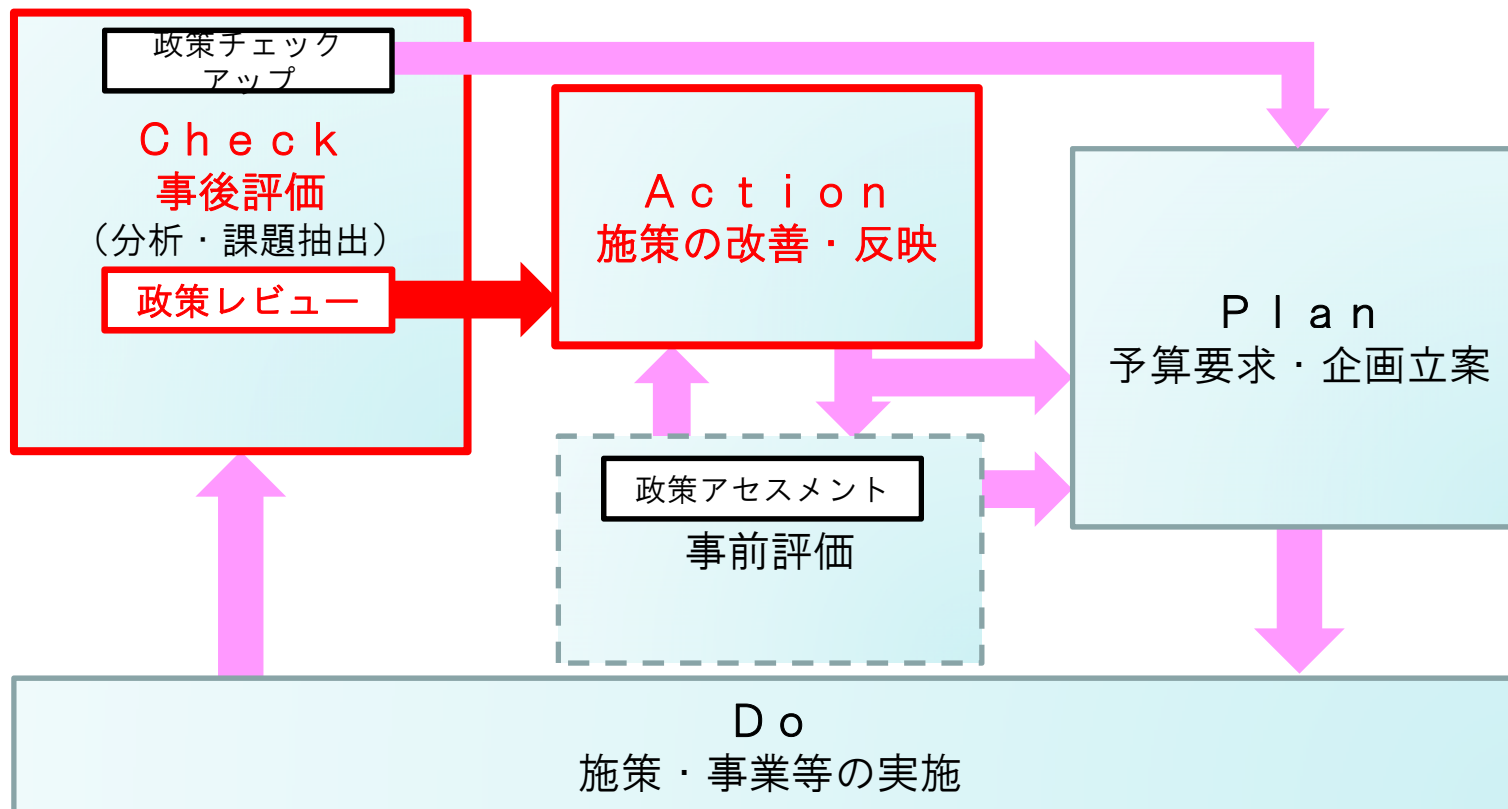 政策チェック
アップ
Ｃｈｅｃｋ
事後評価
（分析・課題抽出）
政策レビュー
Ａｃｔｉｏｎ
施策の改善・反映
Ｐｌａｎ
予算要求・企画立案
政策アセスメント
事前評価
Ｄｏ
施策・事業等の実施